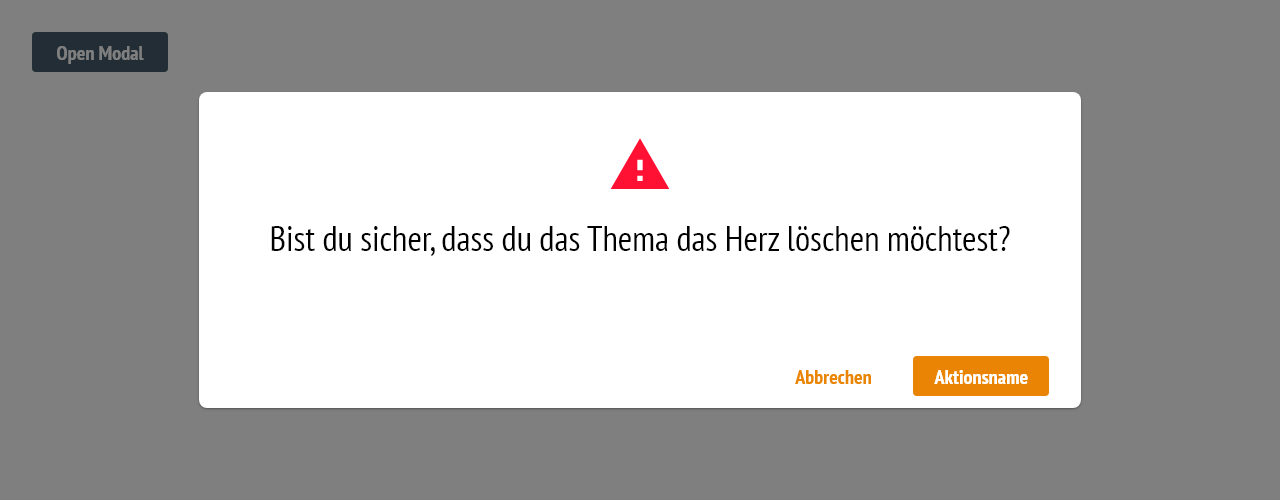 Open Modal
Bist du sicher, dass du das Thema das Herz löschen möchtest?
Abbrechen
Aktionsname